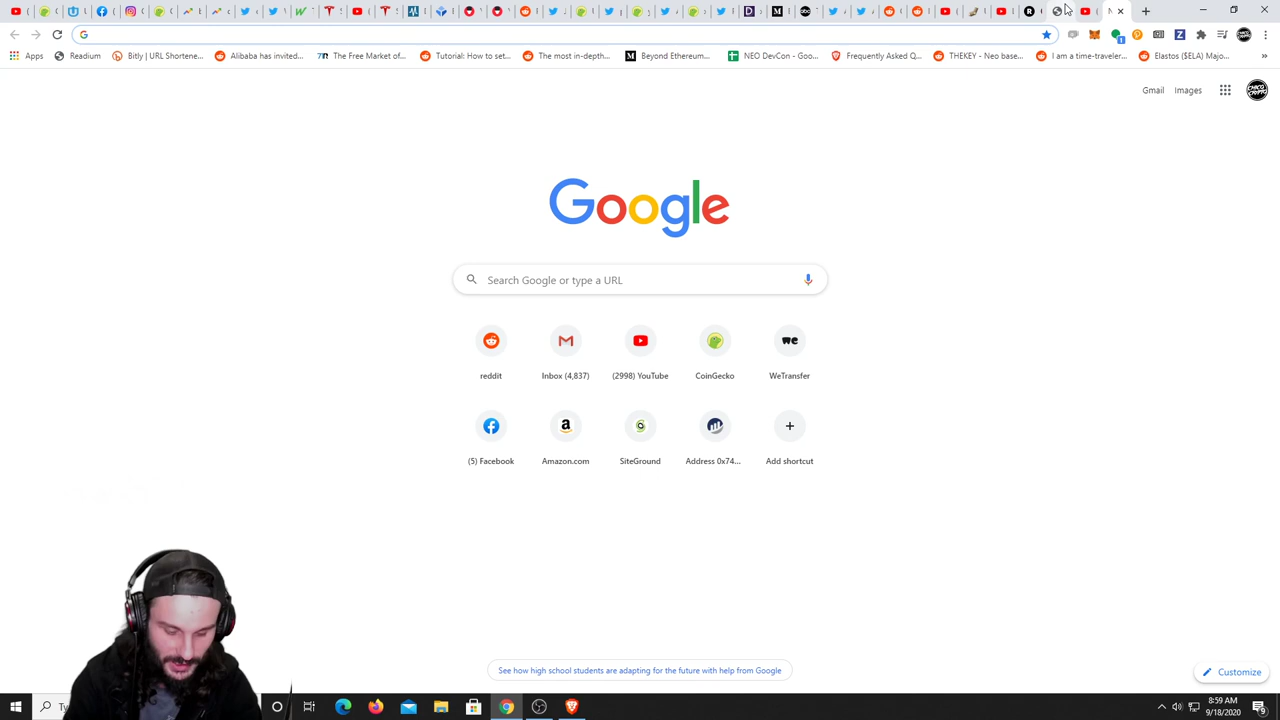 N
Apps Readium Bitly | URL Shortene... Alibaba has invited... The Free Market of... Tutorial: How to set... The most in-depth... Beyond Ethereum... NEO DevCon - Goo... Frequently Asked Q... THEKEY - Neo base... I am a time-traveler... Elastos ($ELA) Majo... »
Gmail Images
Google
Search Google or type a URL
reddit Inbox (4,837) (2998) YouTube CoinGecko WeTransfer
(5) Facebook Amazon.com SiteGround Address 0x74... Add shortcut
See how high school students are adapting for the future with help from Google
Customize
Ty
8:59 AM
9/18/2020